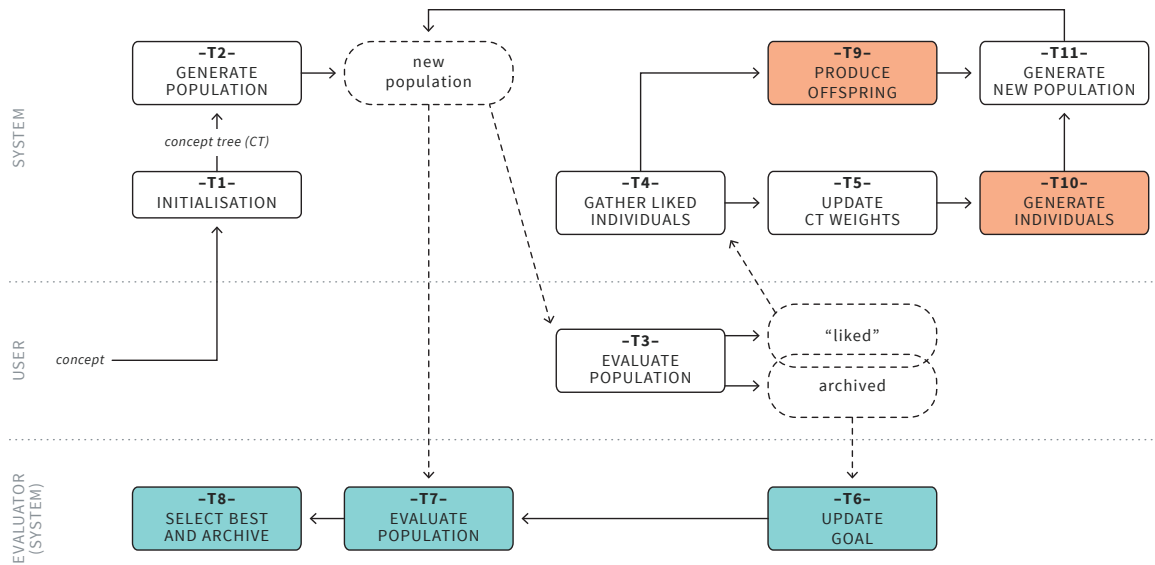 SYSTEM
–T2–
GENERATE
POPULATION
new
population
–T9–
PRODUCE
OFFSPRING
–T11–
GENERATE
NEW POPULATION
concept tree (CT)
–T1–
INITIALISATION
–T4–
GATHER LIKED
INDIVIDUALS
–T5–
UPDATE
CT WEIGHTS
–T10–
GENERATE
INDIVIDUALS
USER
concept
–T3–
EVALUATE
POPULATION
“liked”
archived
EVALUATOR
(SYSTEM)
–T8–
SELECT BEST
AND ARCHIVE
–T7–
EVALUATE
POPULATION
–T6–
UPDATE
GOAL